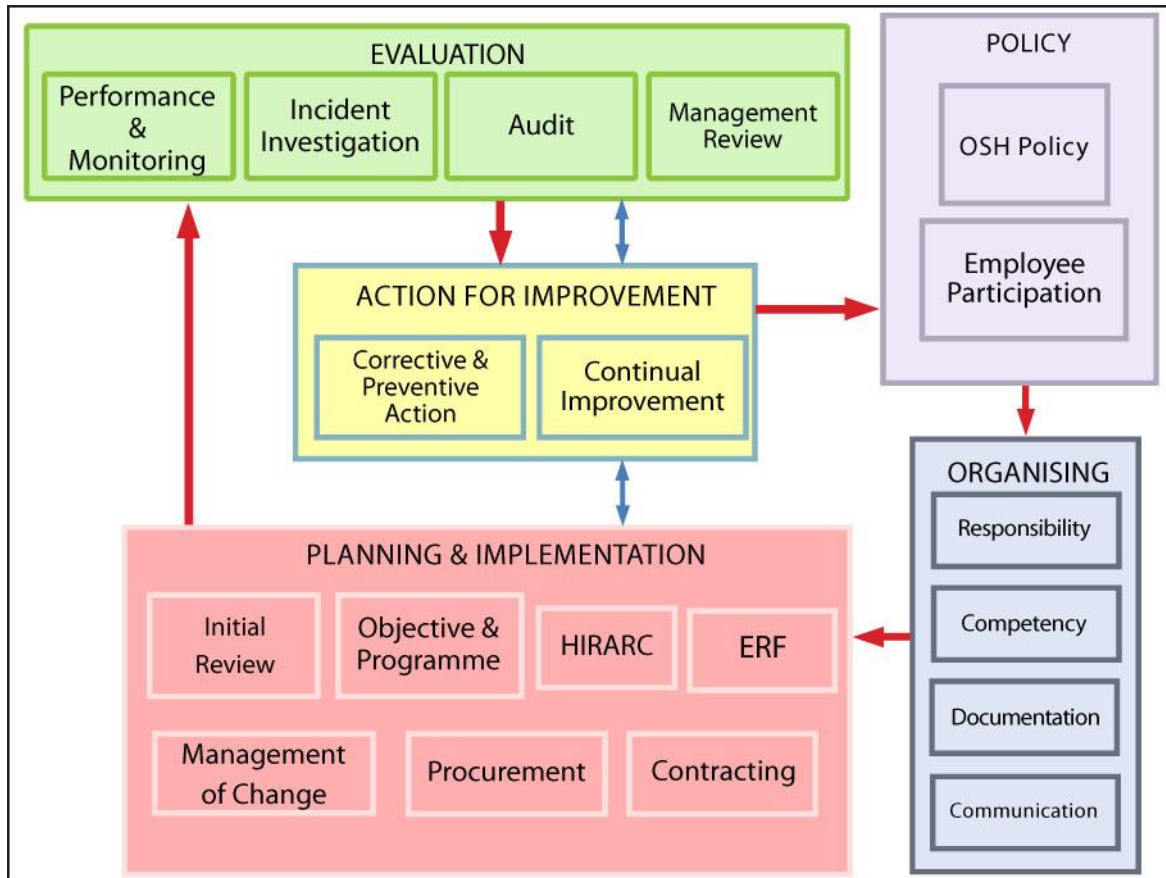 EVALUATION
Performance
&
Monitoring
Incident
Investigation
Audit
Management
Review
POLICY
OSH Policy
Employee
Participation
ACTION FOR IMPROVEMENT
Corrective &
Preventive
Action
Continual
Improvement
ORGANISING
Responsibility
Competency
Documentation
Communication
PLANNING & IMPLEMENTATION
Initial
Review
Objective &
Programme
HIRARC
ERF
Management
of Change
Procurement
Contracting